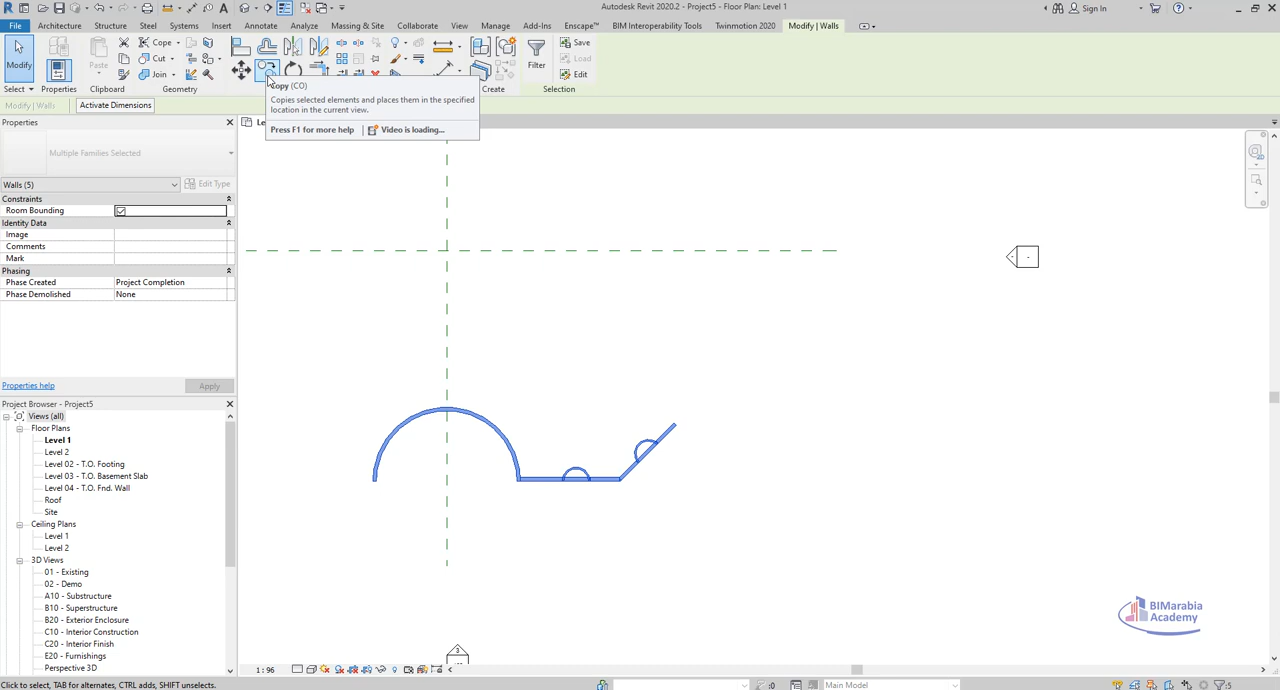 Autodesk Revit 2020.2 - Project5 - Floor Plan: Level 1
Sign In
File Architecture Structure Steel Systems Insert Annotate Analyze Massing & Site Collaborate View Manage Add-Ins Enscape™ BIM Interoperability Tools Twinmotion 2020 Modify | Walls
Cope
Cut
Join
Save
Load
Edit
Modify
Paste
Filter
Select Properties Clipboard Geometry Create Selection
Modify | Walls Activate Dimensions
Copy (CO)
Copies selected elements and places them in the specified
location in the current view.
Press F1 for more help Video is loading...
Properties
Multiple Families Selected
Walls (5) Edit Type
Constraints
Room Bounding
Identity Data
Image
Comments
Mark
Phasing
Phase Created Project Completion
Phase Demolished None
Properties help Apply
Project Browser - Project5
Views (all)
Floor Plans
Level 1
Level 2
Level 02 - T.O. Footing
Level 03 - T.O. Basement Slab
Level 04 - T.O. Fnd. Wall
Roof
Site
Ceiling Plans
Level 1
Level 2
3D Views
01 - Existing
02 - Demo
A10 - Substructure
B10 - Superstructure
B20 - Exterior Enclosure
C10 - Interior Construction
C20 - Interior Finish
E20 - Furnishings
Perspective 3D
BIMarabia
Academy
1 : 96
Click to select, TAB for alternates, CTRL adds, SHIFT unselects.
:0
Main Model
:5